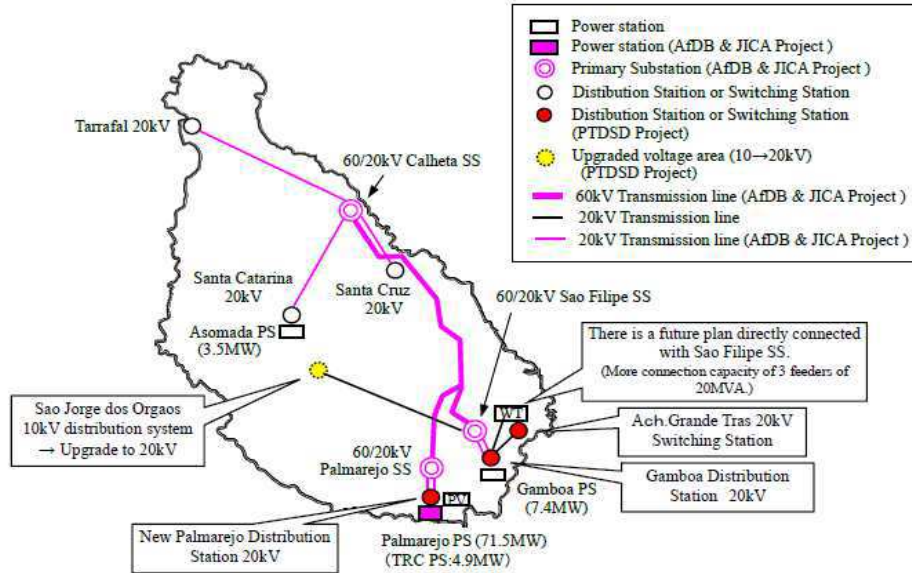 Power station
Power station (AfDB & JICA Project )
Primary Substation (AfDB & JICA Project )
Distibution Staition or Switching Station
Distibution Staition or Switching Station
(PTDSD Project)
Upgraded voltage area (10→20kV)
(PTDSD Project)
60kV Transmission line (AfDB & JICA Project )
20kV Transmission line
20kV Transmission line (AfDB & JICA Project )
Tarrafal 20kV
60/20kV Calheta SS
Santa Catarina
20kV
Santa Cruz
20kV
Asomada PS
(3.5MW)
60/20kV Sao Filipe SS
There is a future plan directly connected
with Sao Filipe SS.
(More connection capacity of 3 feeders of
20MVA.)
Sao Jorge dos Orgaos
10kV distribution system
→ Upgrade to 20kV
WT
Ach.Grande Tras 20kV
Switching Station
60/20kV
Palmarejo SS
Gamboa PS
(7.4MW)
Gamboa Distribution
Station 20kV
PV
New Palmarejo Distribution
Station 20kV
Palmarejo PS (71.5MW)
(TRC PS:4.9MW)